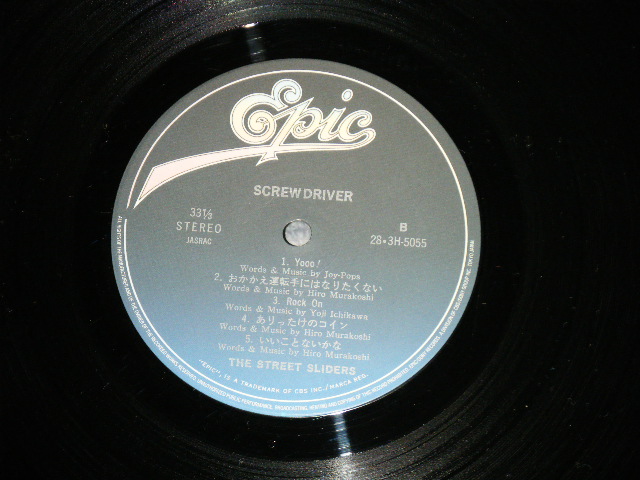 Epic
SCREWDRIVER
33⅓
STEREO
JASRAC
B
28・3H-5055
1. Yooo!
Words & Music by Joy-Pops
2. おかかえ運転手にはなりたくない
Words & Music by Hiro Murakoshi
3. Rock On
Words & Music by Yoji Ichikawa
4. ありったけのコイン
Words & Music by Hiro Murakoshi
5. いいことないかな
Words & Music by Hiro Murakoshi
THE STREET SLIDERS
"EPIC", IS A TRADEMARK OF CBS INC./MARCA REG.